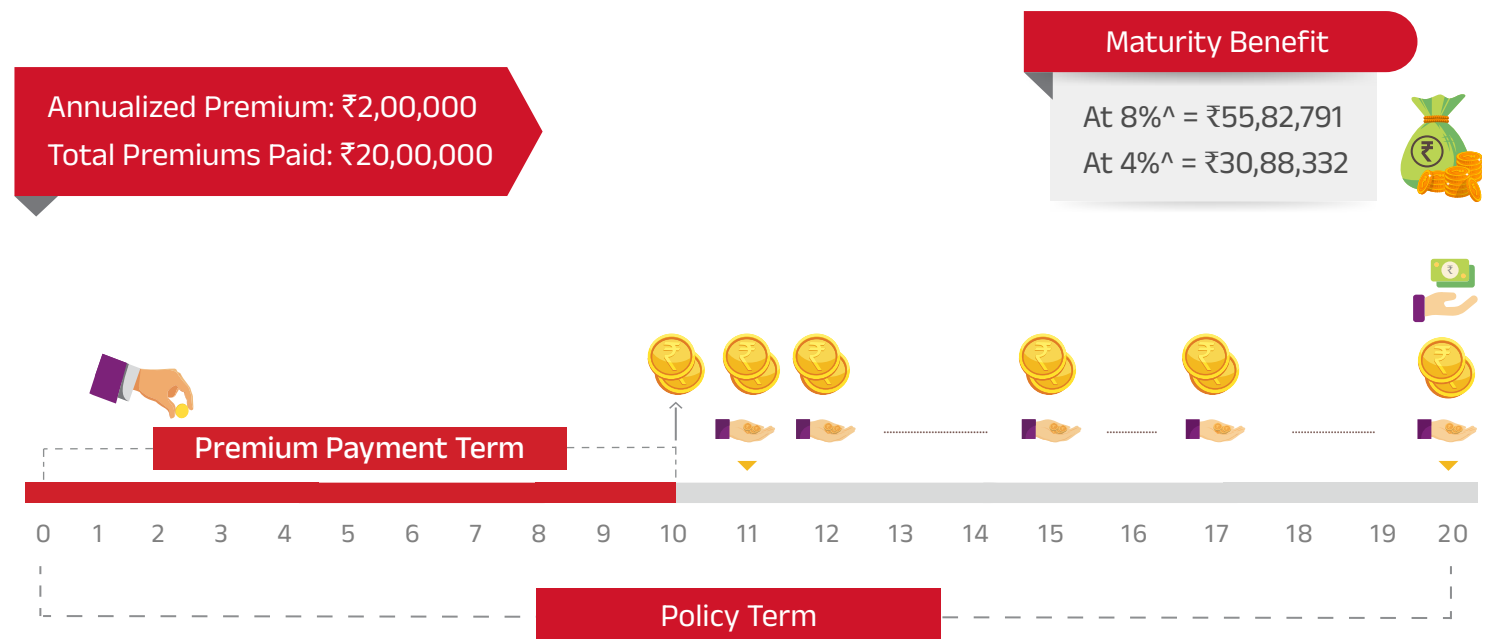 Annualized Premium: ₹2,00,000
Total Premiums Paid: ₹20,00,000
Maturity Benefit
At 8%^ = ₹55,82,791
At 4%^ = ₹30,88,332
₹
₹
₹ ₹ ₹ ₹ ₹ ₹
Premium Payment Term
0 1 2 3 4 5 6 7 8 9 10 11 12 13 14 15 16 17 18 19 20
Policy Term